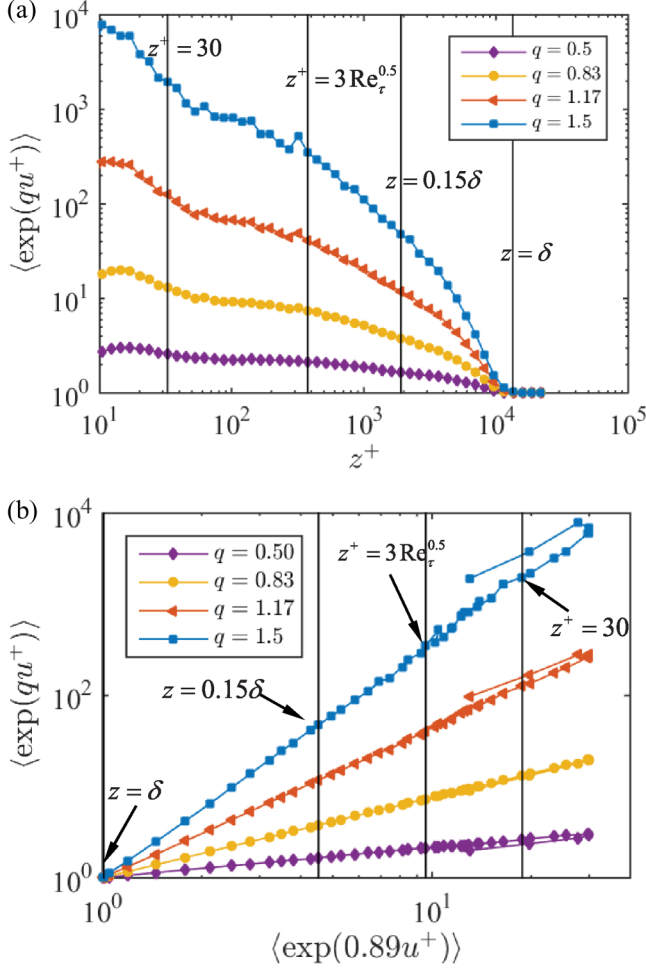 (a)
10^4
10^3
10^2
10^1
10^0
⟨exp(qu^+)⟩
z^+ = 30
z^+ = 3 Re_τ^0.5
z = 0.15δ
z = δ
q = 0.5
q = 0.83
q = 1.17
q = 1.5
10^1 10^2 10^3 10^4 10^5
z^+
(b)
10^4
10^2
10^0
⟨exp(qu^+)⟩
q = 0.50
q = 0.83
q = 1.17
q = 1.5
z^+ = 3 Re_τ^0.5
z^+ = 30
z = 0.15δ
z = δ
10^0 10^1
⟨exp(0.89u^+)⟩